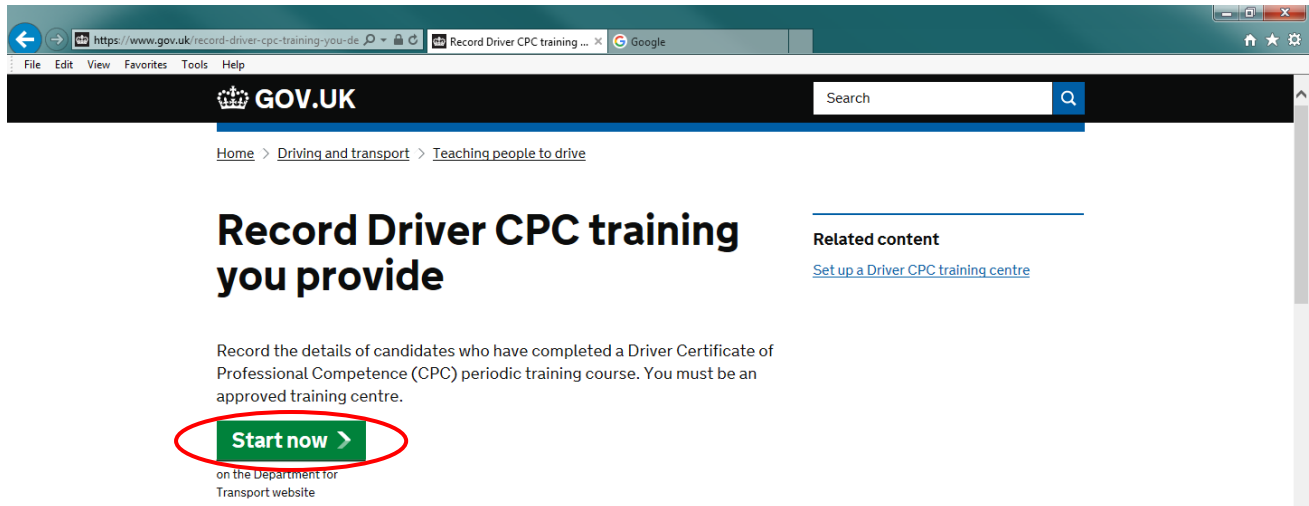 https://www.gov.uk/record-driver-cpc-training-you-de
Record Driver CPC training ...
Google
File Edit View Favorites Tools Help
GOV.UK
Search
Home > Driving and transport > Teaching people to drive
Record Driver CPC training
you provide
Related content
Set up a Driver CPC training centre
Record the details of candidates who have completed a Driver Certificate of
Professional Competence (CPC) periodic training course. You must be an
approved training centre.
Start now
on the Department for
Transport website